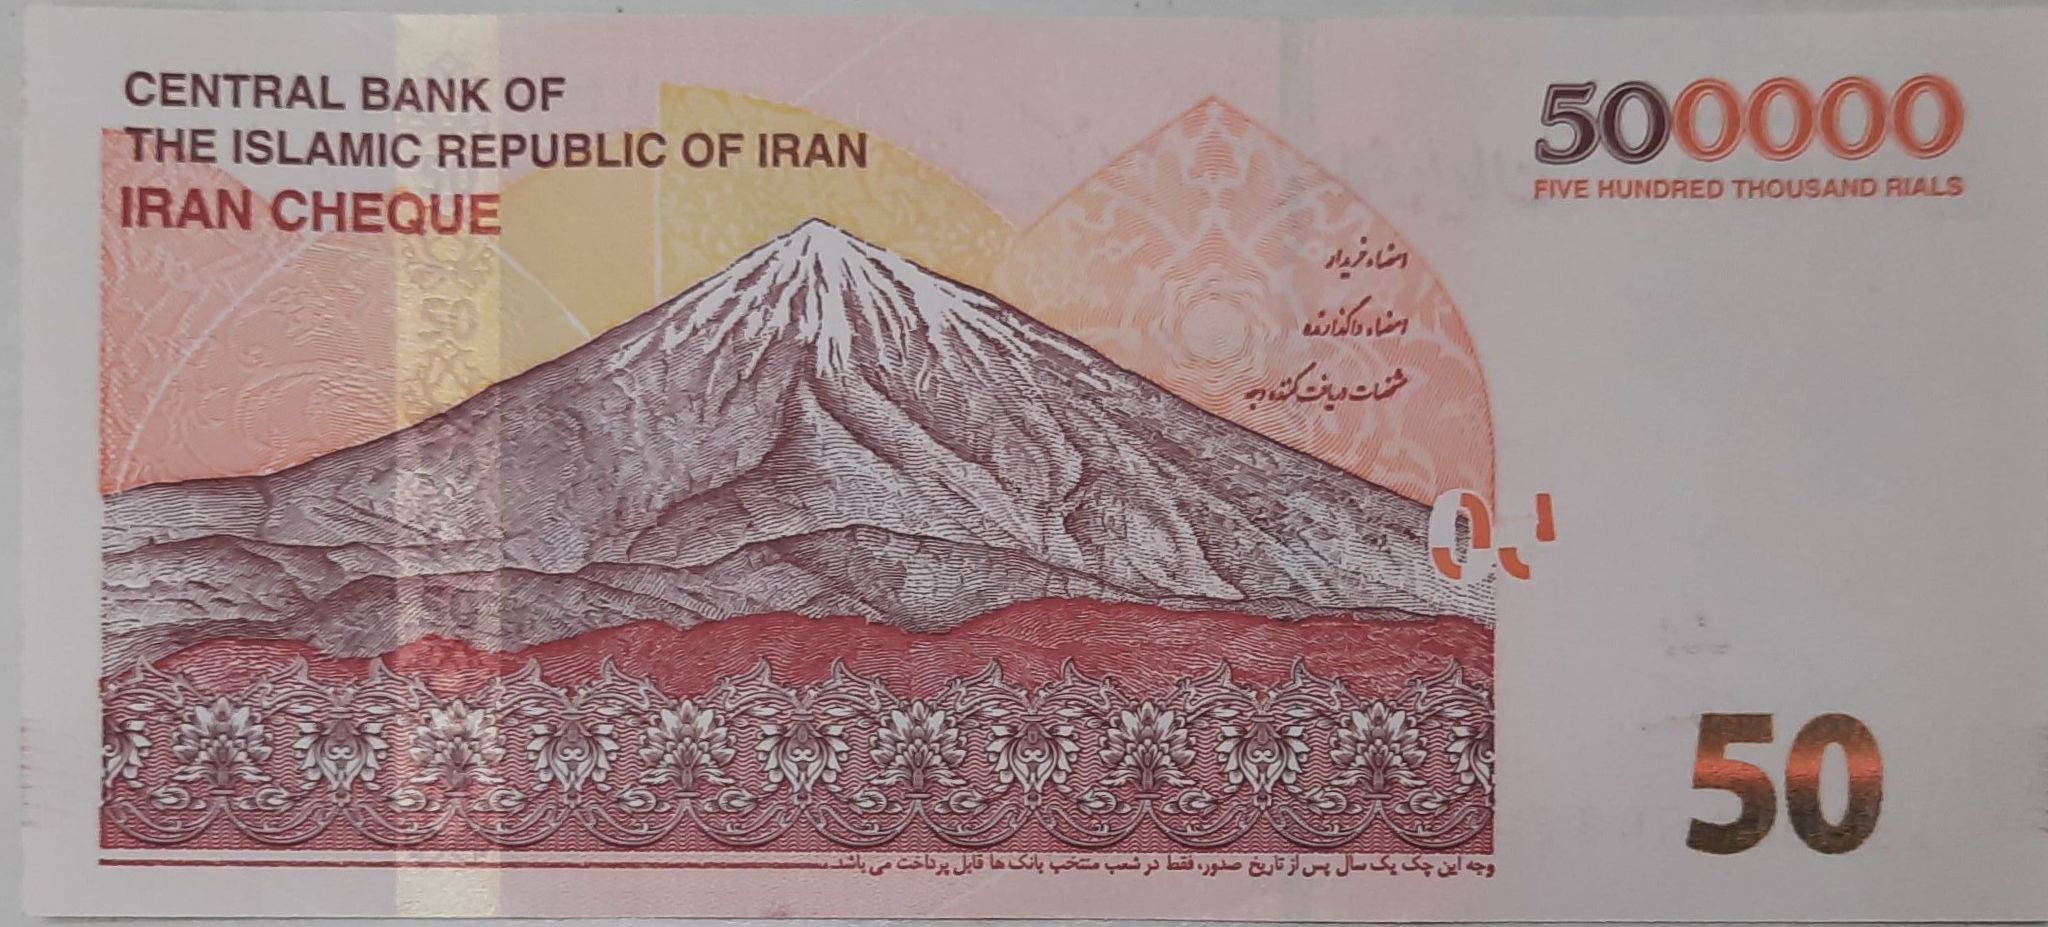 CENTRAL BANK OF
THE ISLAMIC REPUBLIC OF IRAN
IRAN CHEQUE
500000
FIVE HUNDRED THOUSAND RIALS
امضاء خریدار
امضاء واگذارنده
مشخصات دریافت کننده وجه
50
وجه این چک یک سال پس از تاریخ صدور، فقط در شعب منتخب بانک ها قابل پرداخت می باشد.